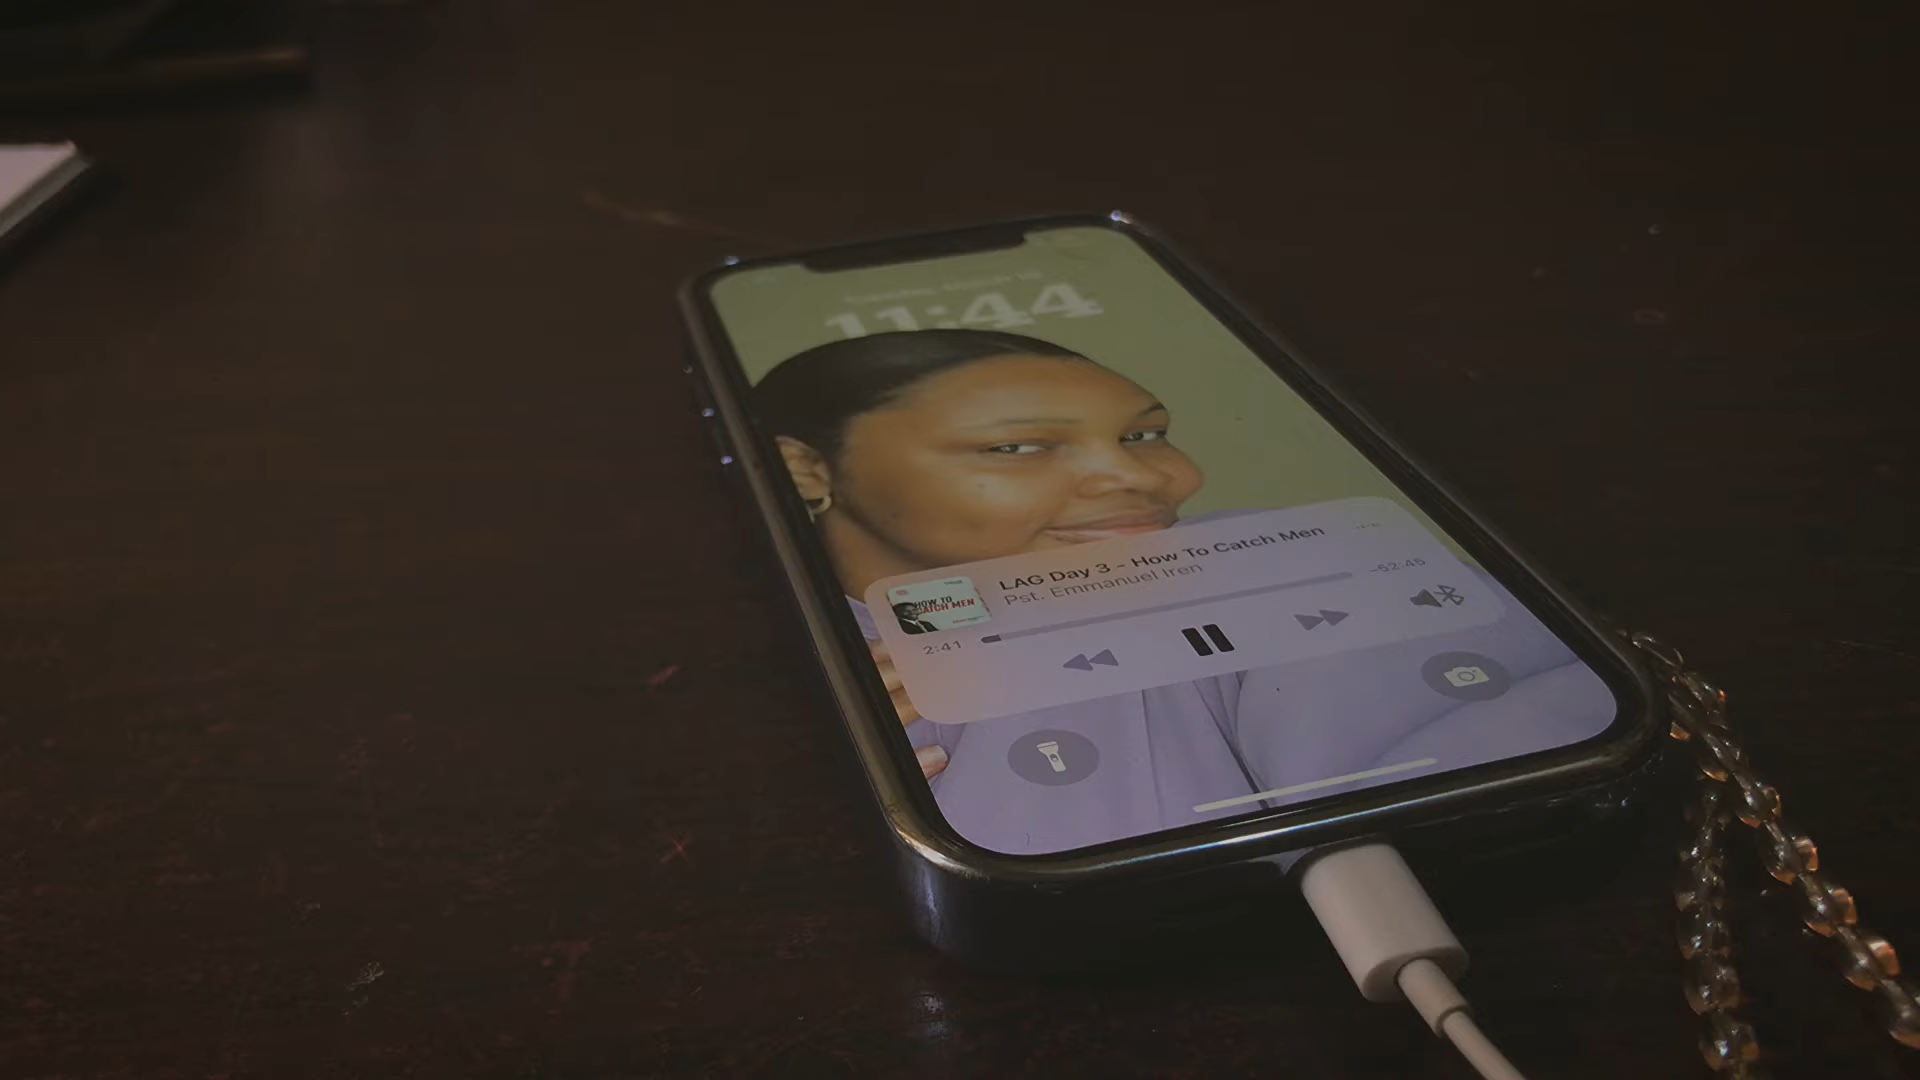 11:44
LAG Day 3 - How To Catch Men
Pst. Emmanuel Iren
HOW TO
CATCH MEN
2:41
-62:45